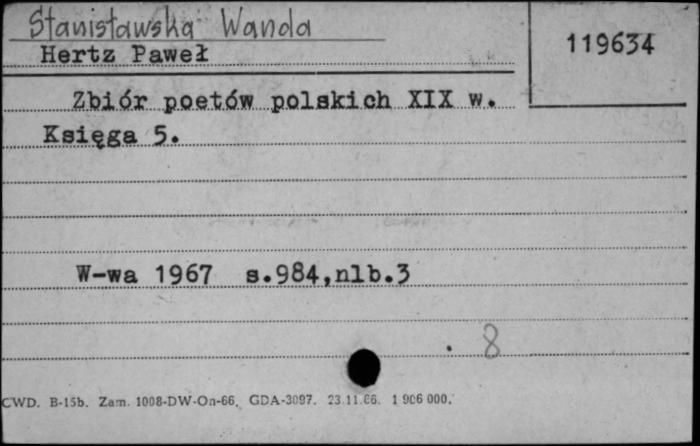 Stanisławska Wanda
119634
Hertz Paweł
Zbiór poetów polskich XIX w.
Księga 5.
W-wa 1967 s.984,nlb.3
8
CWD. B-15b. Zam. 1008-DW-On-66. GDA-3097. 23.11.66. 1 906 000.